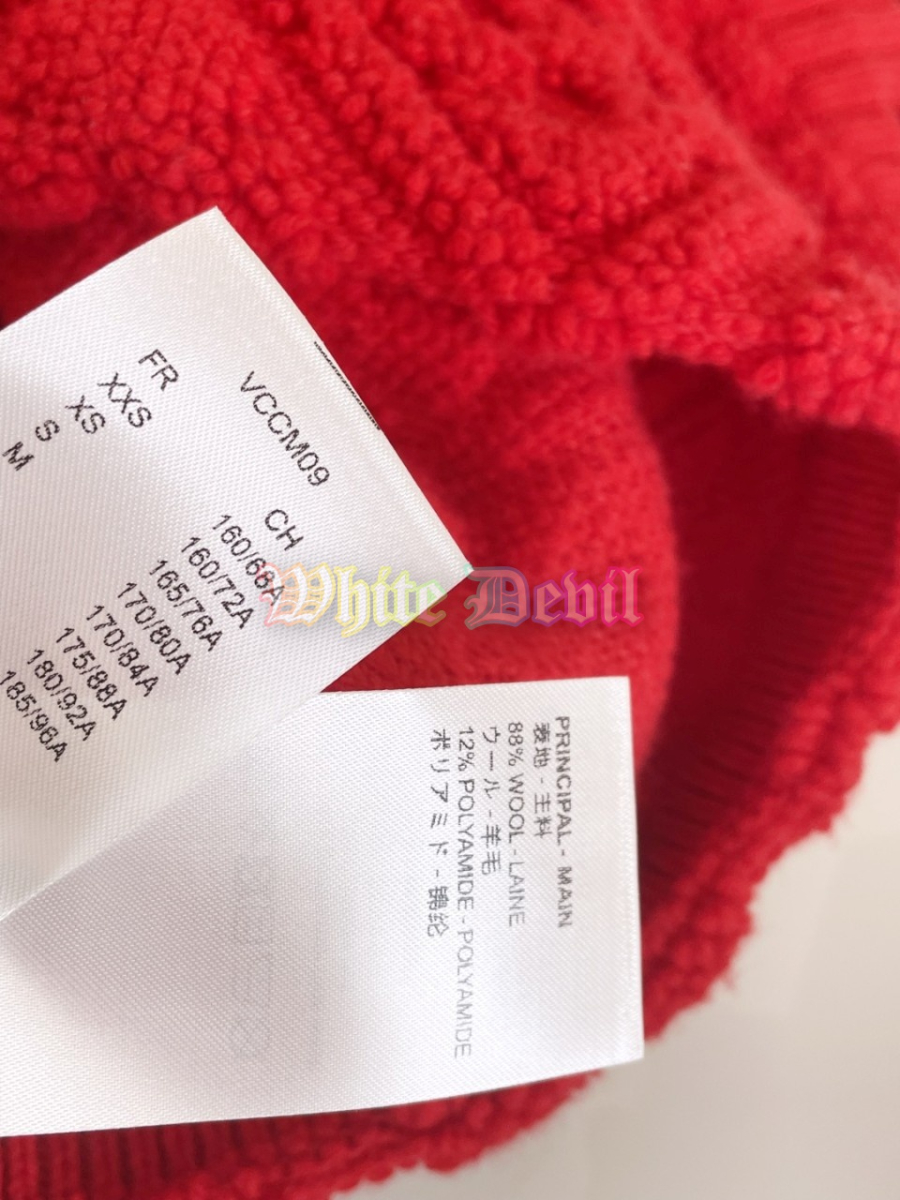 VCCM09
FR CH
XXS 160/66A
XS 160/72A
S 165/76A
M 170/80A
170/84A
175/88A
180/92A
185/96A
White Devil
PRINCIPAL - MAIN
表地 - 主料
88% WOOL - LAINE
ウール - 羊毛
12% POLYAMIDE - POLYAMIDE
ポリアミド - 锦纶